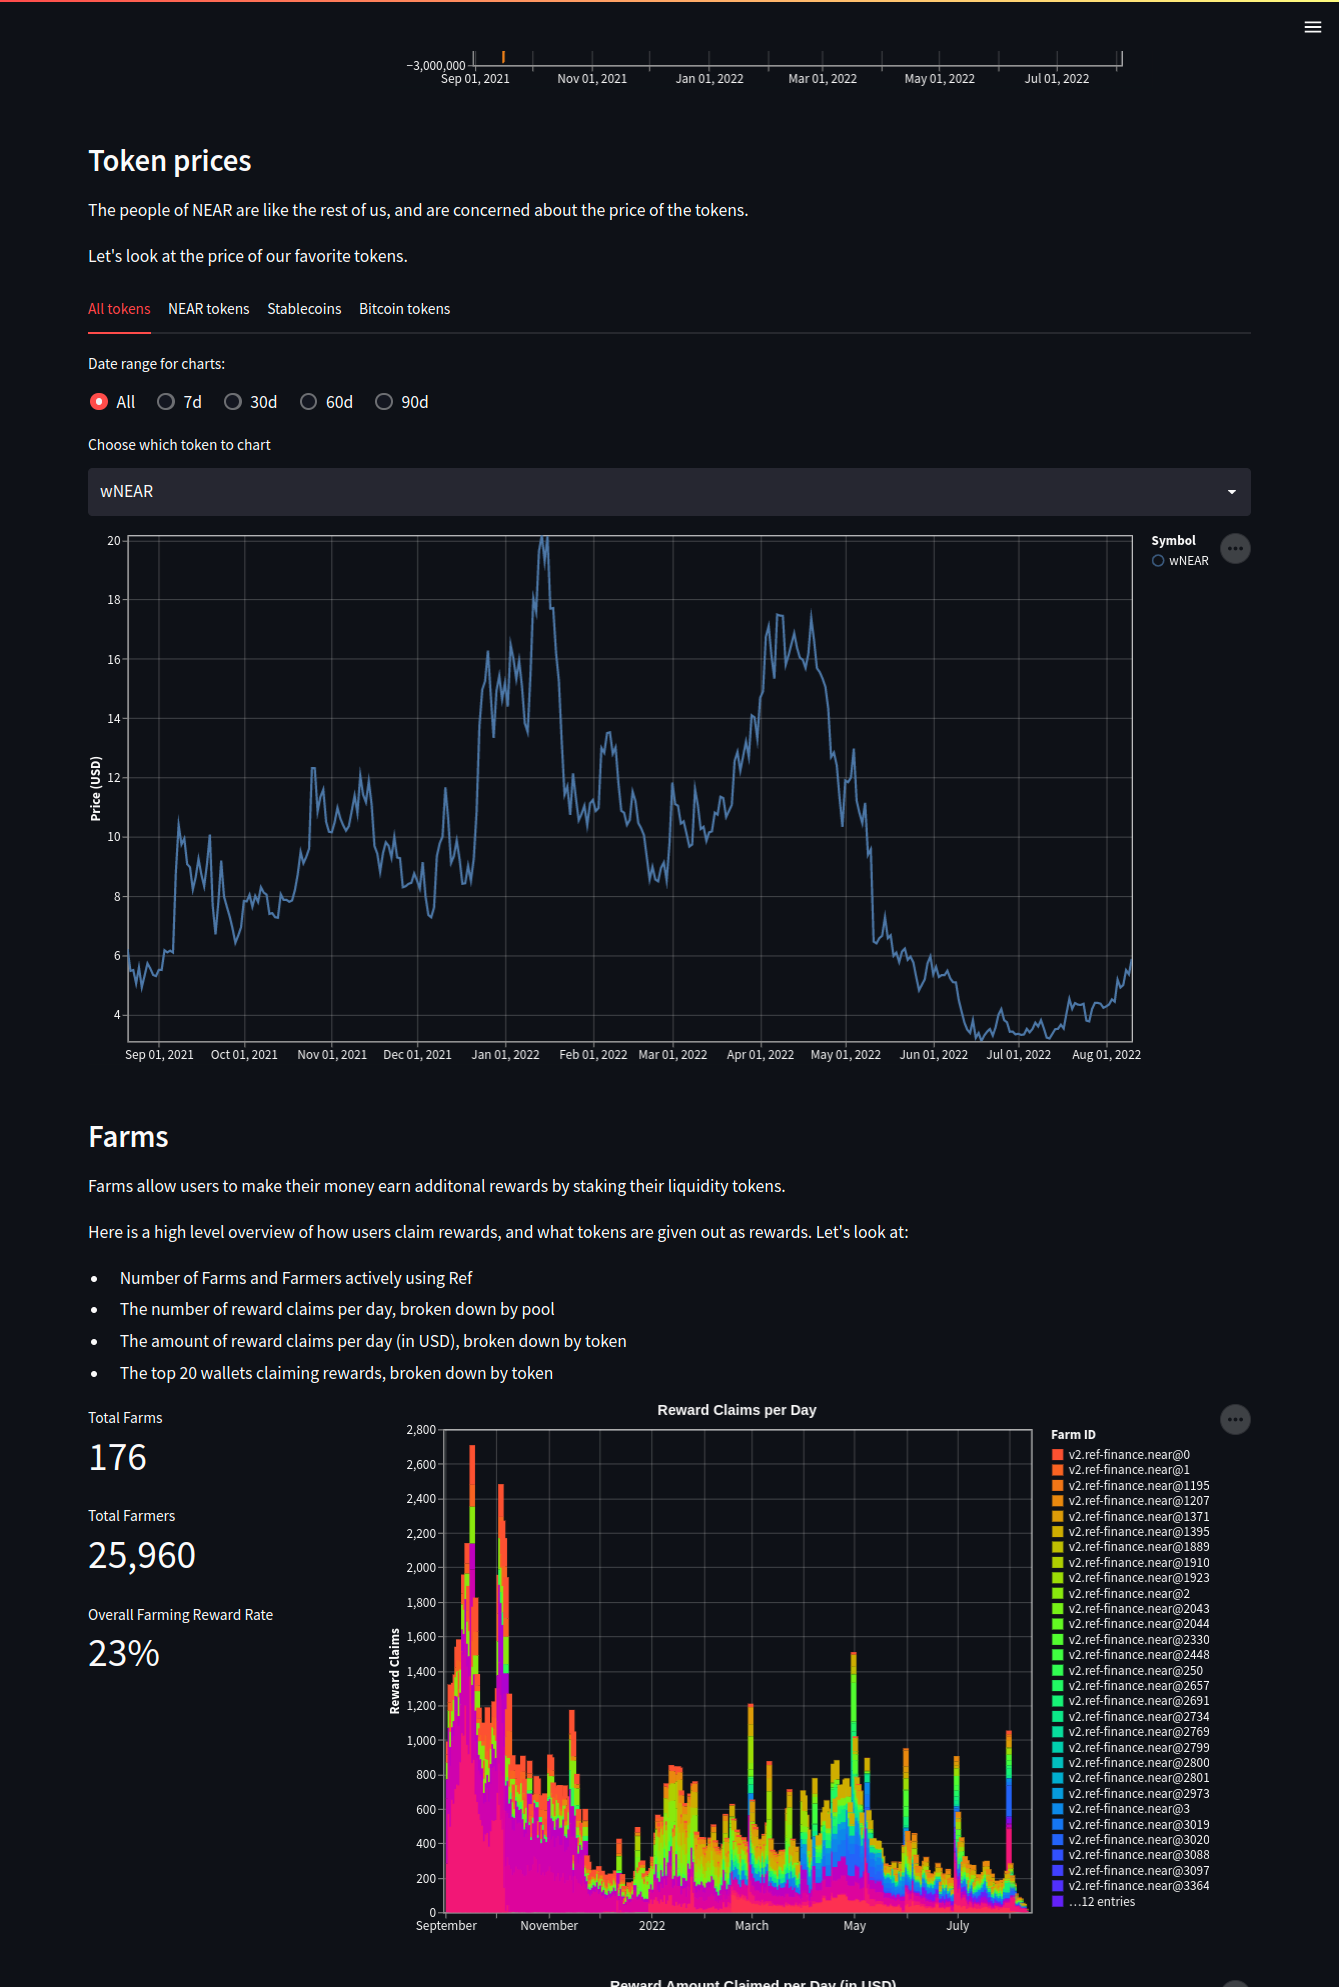 −3,000,000
Sep 01, 2021 Nov 01, 2021 Jan 01, 2022 Mar 01, 2022 May 01, 2022 Jul 01, 2022
Token prices
The people of NEAR are like the rest of us, and are concerned about the price of the tokens.
Let's look at the price of our favorite tokens.
All tokens NEAR tokens Stablecoins Bitcoin tokens
Date range for charts:
All 7d 30d 60d 90d
Choose which token to chart
wNEAR
Symbol
wNEAR
Price (USD)
20
18
16
14
12
10
8
6
4
Sep 01, 2021 Oct 01, 2021 Nov 01, 2021 Dec 01, 2021 Jan 01, 2022 Feb 01, 2022 Mar 01, 2022 Apr 01, 2022 May 01, 2022 Jun 01, 2022 Jul 01, 2022 Aug 01, 2022
Farms
Farms allow users to make their money earn additonal rewards by staking their liquidity tokens.
Here is a high level overview of how users claim rewards, and what tokens are given out as rewards. Let's look at:
• Number of Farms and Farmers actively using Ref
• The number of reward claims per day, broken down by pool
• The amount of reward claims per day (in USD), broken down by token
• The top 20 wallets claiming rewards, broken down by token
Total Farms
176
Total Farmers
25,960
Overall Farming Reward Rate
23%
Reward Claims per Day
Reward Claims
2,800
2,600
2,400
2,200
2,000
1,800
1,600
1,400
1,200
1,000
800
600
400
200
0
September November 2022 March May July
Farm ID
v2.ref-finance.near@0
v2.ref-finance.near@1
v2.ref-finance.near@1195
v2.ref-finance.near@1207
v2.ref-finance.near@1371
v2.ref-finance.near@1395
v2.ref-finance.near@1889
v2.ref-finance.near@1910
v2.ref-finance.near@1923
v2.ref-finance.near@2
v2.ref-finance.near@2043
v2.ref-finance.near@2044
v2.ref-finance.near@2330
v2.ref-finance.near@2448
v2.ref-finance.near@250
v2.ref-finance.near@2657
v2.ref-finance.near@2691
v2.ref-finance.near@2734
v2.ref-finance.near@2769
v2.ref-finance.near@2799
v2.ref-finance.near@2800
v2.ref-finance.near@2801
v2.ref-finance.near@2973
v2.ref-finance.near@3
v2.ref-finance.near@3019
v2.ref-finance.near@3020
v2.ref-finance.near@3088
v2.ref-finance.near@3097
v2.ref-finance.near@3364
…12 entries
Reward Amount Claimed per Day (in USD)